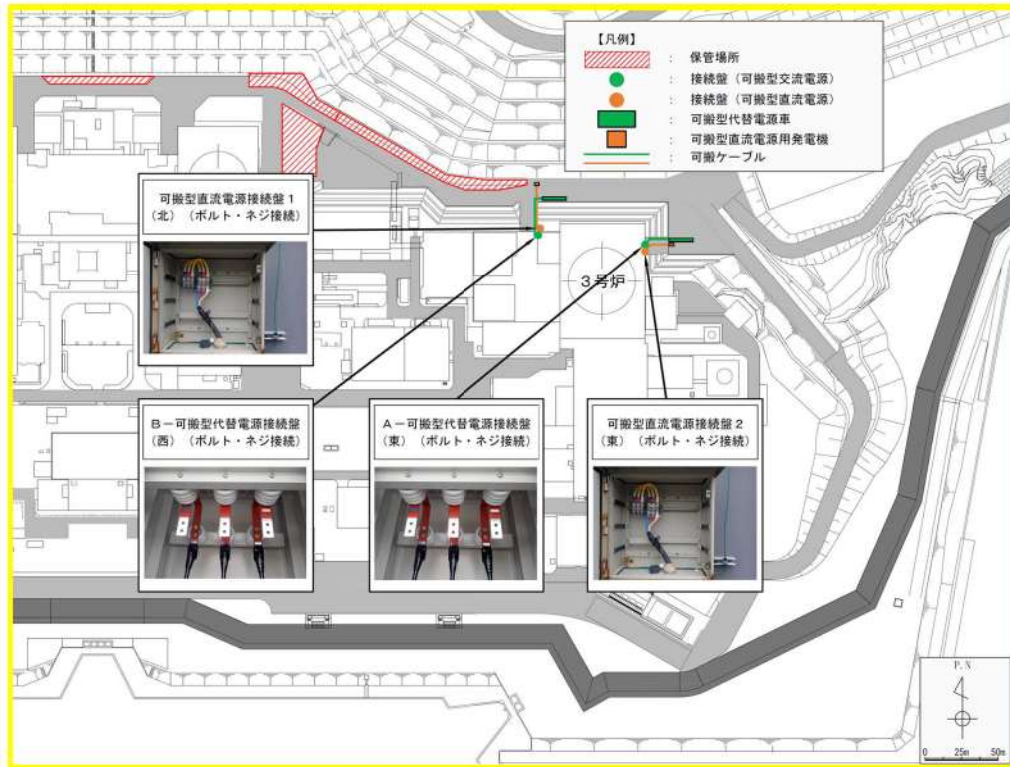 【凡例】
： 保管場所
： 接続盤（可搬型交流電源）
： 接続盤（可搬型直流電源）
： 可搬型代替電源車
： 可搬型直流電源用発電機
： 可搬ケーブル
可搬型直流電源接続盤1
（北）（ボルト・ネジ接続）
3号炉
B－可搬型代替電源接続盤
（西）（ボルト・ネジ接続）
A－可搬型代替電源接続盤
（東）（ボルト・ネジ接続）
可搬型直流電源接続盤2
（東）（ボルト・ネジ接続）
P.N
0 25m 50m